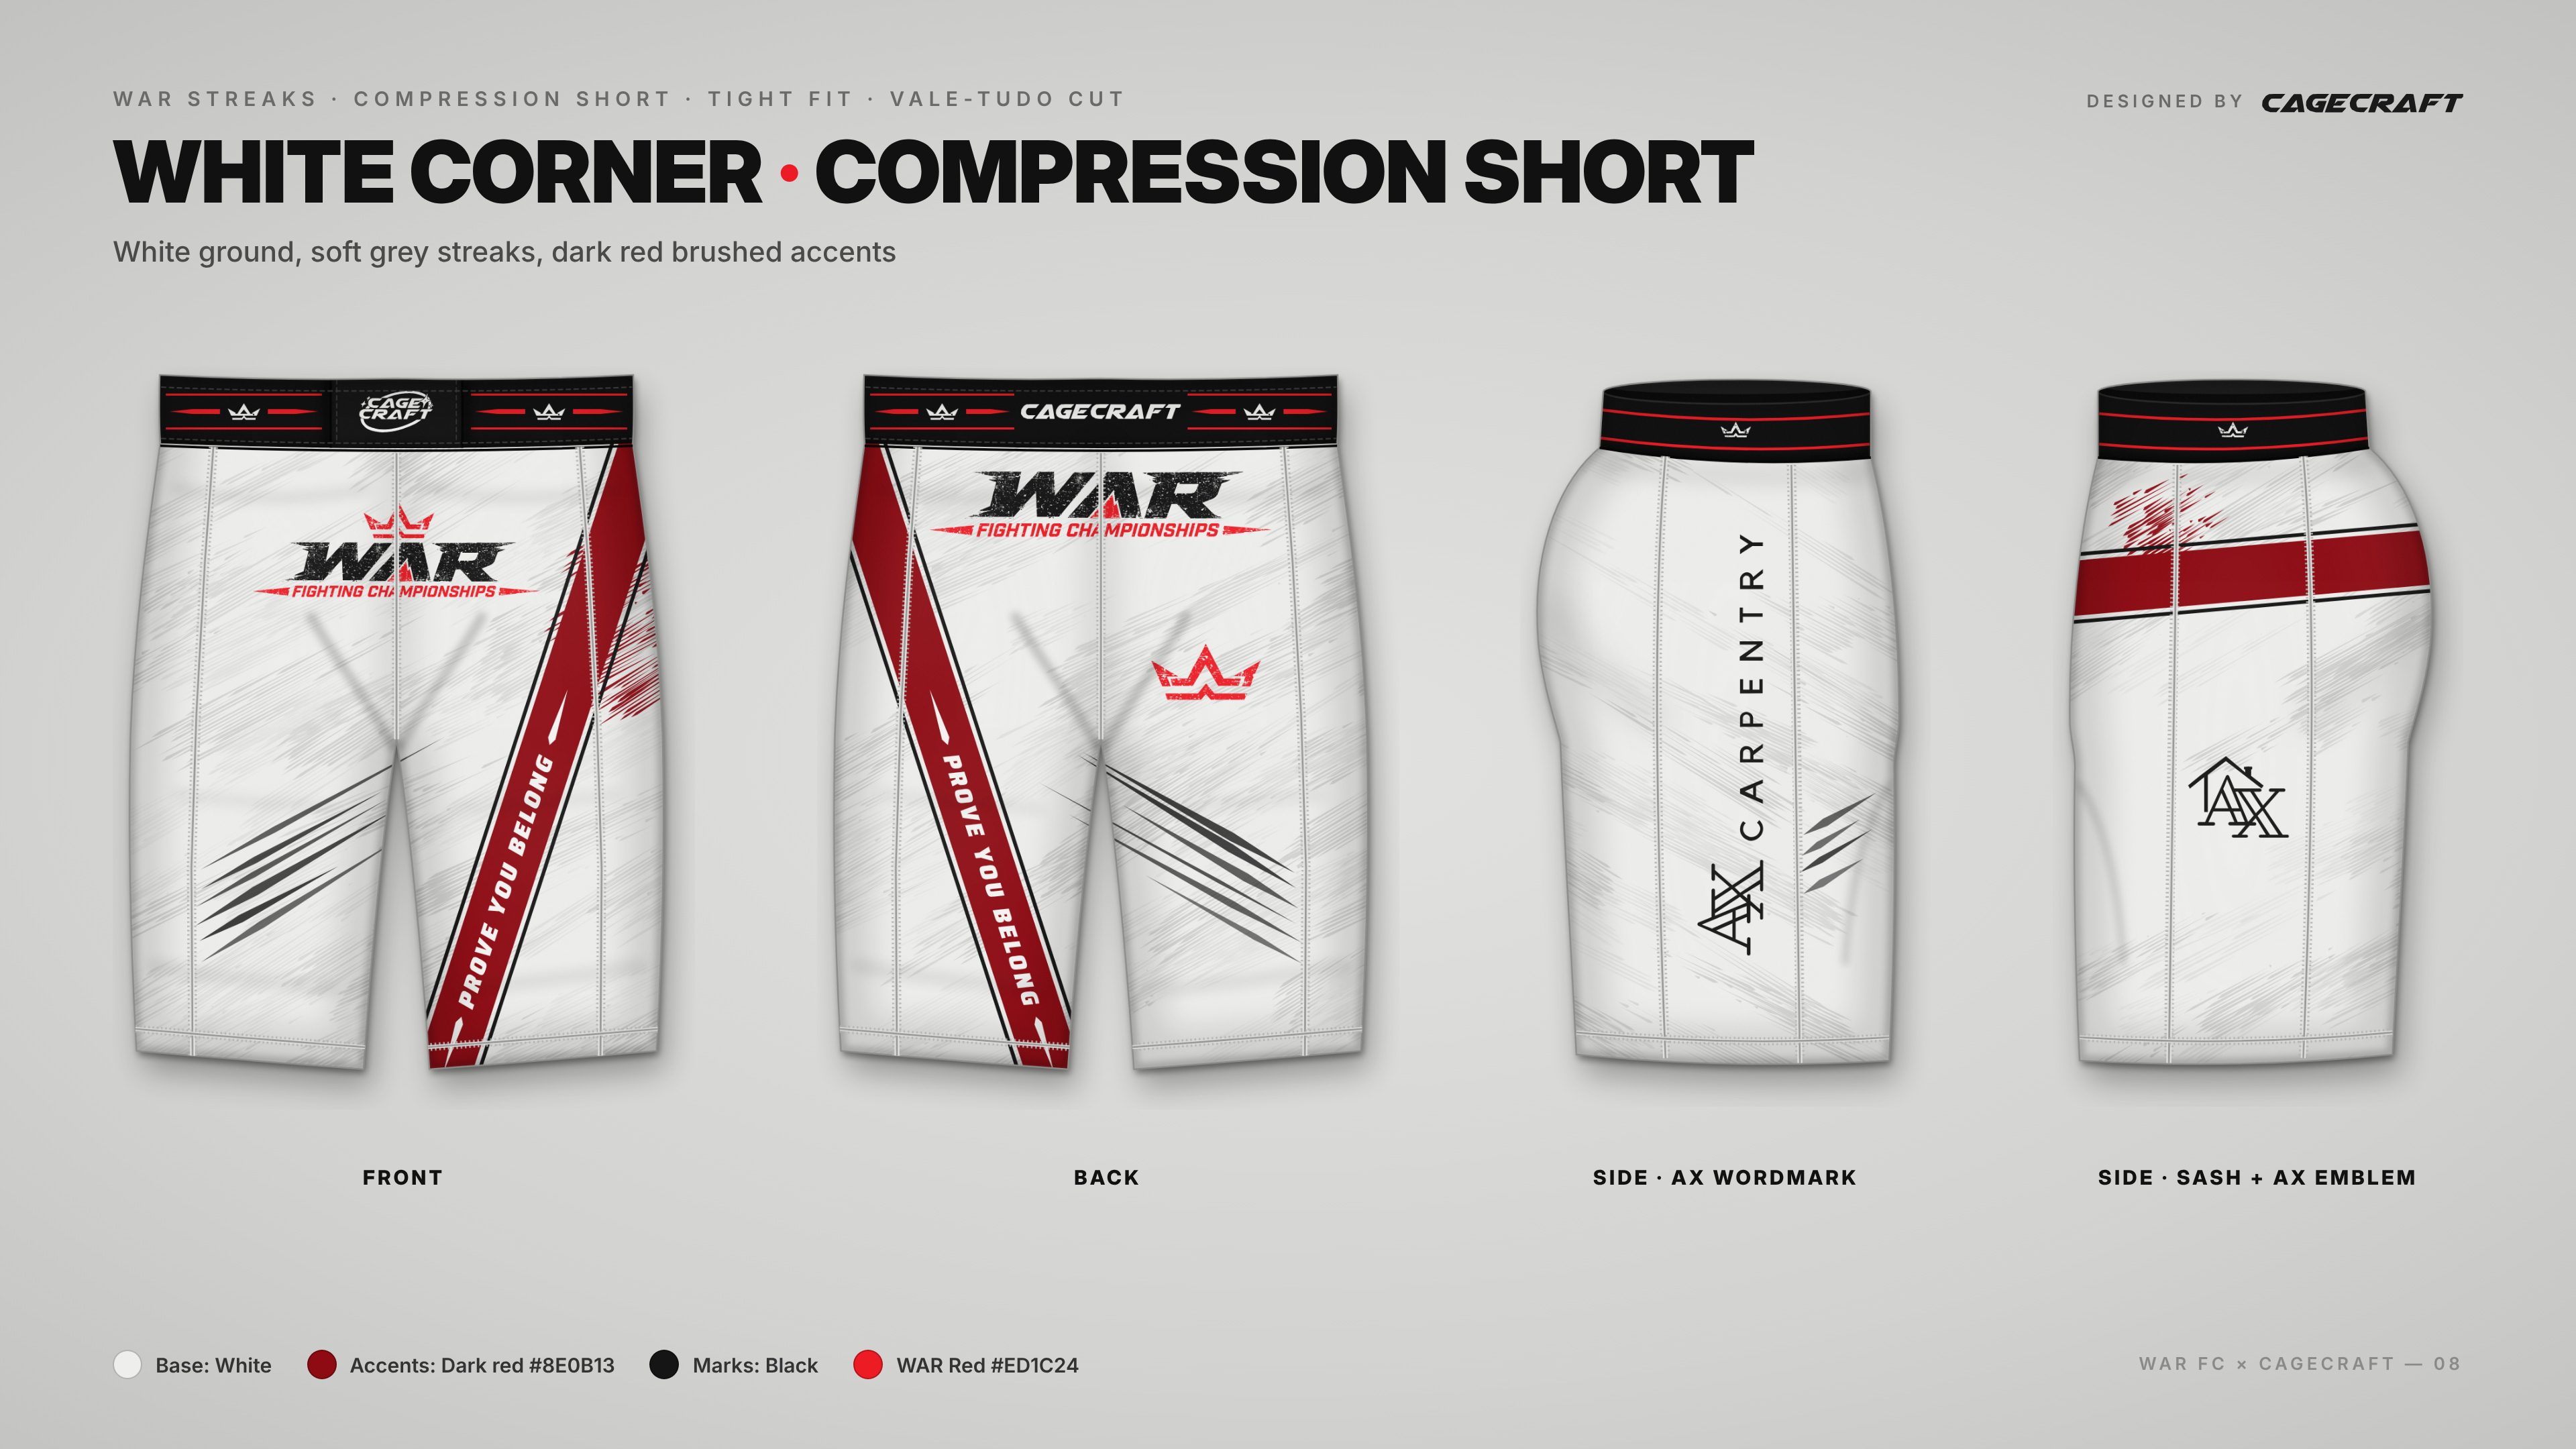 WAR STREAKS · COMPRESSION SHORT · TIGHT FIT · VALE-TUDO CUT
DESIGNED BY CAGECRAFT
WHITE CORNER · COMPRESSION SHORT
White ground, soft grey streaks, dark red brushed accents
CAGE
CRAFT
WAR
FIGHTING CHAMPIONSHIPS
PROVE YOU BELONG
CAGECRAFT
WAR
FIGHTING CHAMPIONSHIPS
PROVE YOU BELONG
AX CARPENTRY
AX
FRONT
BACK
SIDE · AX WORDMARK
SIDE · SASH + AX EMBLEM
Base: White
Accents: Dark red #8E0B13
Marks: Black
WAR Red #ED1C24
WAR FC × CAGECRAFT — 08